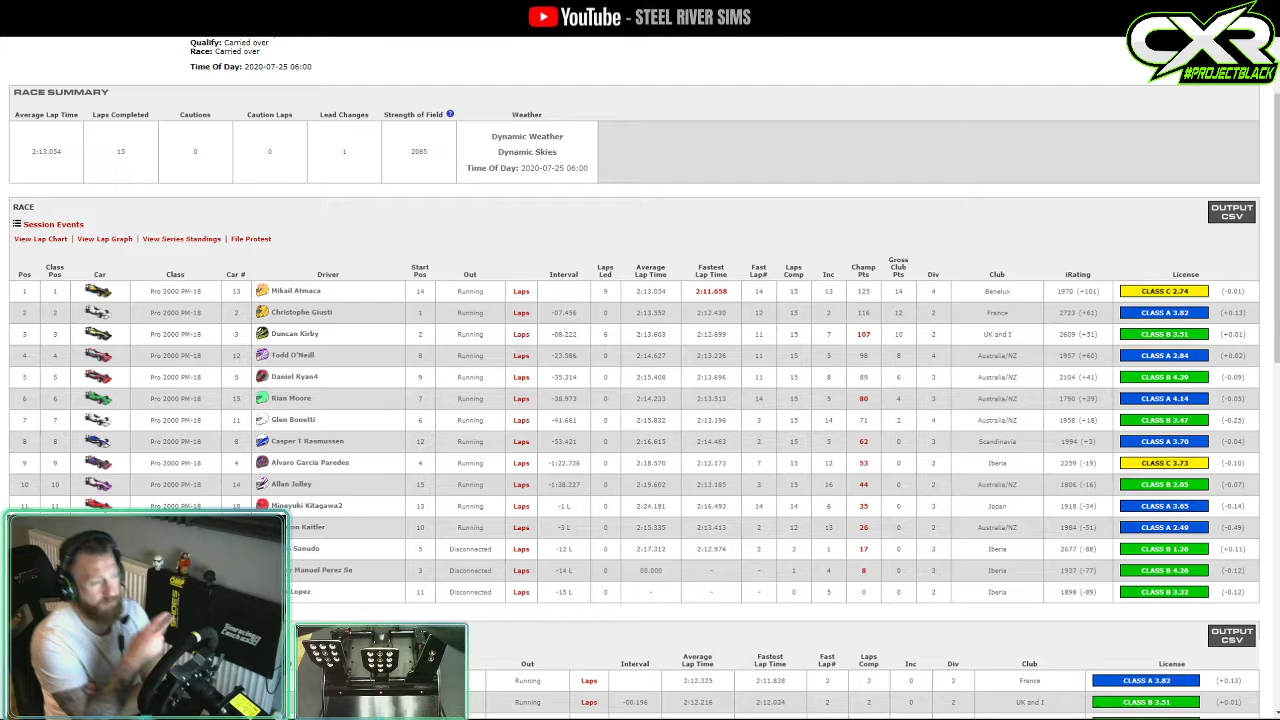 YouTube - STEEL RIVER SIMS
CXR
#PROJECTBLACK
Qualify: Carried over
Race: Carried over
Time Of Day: 2020-07-25 06:00
RACE SUMMARY
Average Lap Time Laps Completed Cautions Caution Laps Lead Changes Strength of Field ? Weather
2:13.054 15 0 0 1 2085 Dynamic Weather
Dynamic Skies
Time Of Day: 2020-07-25 06:00
RACE
OUTPUT CSV
Session Events
View Lap Chart | View Lap Graph | View Series Standings | File Protest
Pos Class Pos Car Class Car # Driver Start Pos Out Interval Laps Led Average Lap Time Fastest Lap Time Fast Lap# Laps Comp Inc Champ Pts Gross Club Pts Div Club iRating License
1 1 Pro 2000 PM-18 13 Mikail Atmaca 14 Running Laps 9 2:13.054 2:11.658 14 15 13 125 14 4 Benelux 1970 (+101) CLASS C 2.74 (-0.01)
2 2 Pro 2000 PM-18 2 Christophe Giusti 1 Running Laps -07.456 0 2:13.552 2:12.430 11 15 2 116 12 2 France 2723 (+61) CLASS A 3.82 (+0.13)
3 3 Pro 2000 PM-18 3 Duncan Kirby 2 Running Laps -08.222 6 2:13.603 2:12.699 11 15 7 107 10 2 UK and I 2609 (+51) CLASS B 3.51 (+0.01)
4 4 Pro 2000 PM-18 12 Todd O'Neill 8 Running Laps -23.586 0 2:14.627 2:13.236 11 15 5 98 8 3 Australia/NZ 1957 (+60) CLASS A 2.84 (+0.02)
5 5 Pro 2000 PM-18 5 Daniel Ryan4 9 Running Laps -35.314 0 2:15.408 2:13.696 11 15 8 89 6 3 Australia/NZ 2104 (+41) CLASS B 4.39 (-0.09)
6 6 Pro 2000 PM-18 15 Rian Moore 7 Running Laps -38.973 0 2:14.233 2:13.513 14 15 5 80 4 3 Australia/NZ 1790 (+39) CLASS A 4.14 (-0.05)
7 7 Pro 2000 PM-18 11 Glen Bonetti 6 Running Laps -41.661 0 2:15.832 2:13.196 3 15 14 71 2 4 Australia/NZ 1958 (+18) CLASS B 3.47 (-0.25)
8 8 Pro 2000 PM-18 8 Casper T Rasmussen 12 Running Laps -53.421 0 2:16.615 2:14.463 2 15 5 62 0 3 Scandinavia 1994 (+3) CLASS A 3.70 (-0.04)
9 9 Pro 2000 PM-18 4 Alvaro Garcia Paredes 4 Running Laps -1:22.736 0 2:18.570 2:12.173 7 15 12 53 0 2 Iberia 2259 (-19) CLASS C 3.73 (-0.10)
10 10 Pro 2000 PM-18 14 Allan Jolley 15 Running Laps -1:38.227 0 2:19.602 2:13.185 3 15 16 44 0 2 Iberia 1806 (-16) CLASS B 2.05 (-0.07)
11 11 Pro 2000 PM-18 10 Mineyuki Kitagawa2 13 Running Laps -1 L 0 2:24.181 2:16.493 14 14 6 35 0 3 Japan 1918 (-34) CLASS A 3.65 (-0.14)
Kaitler 10 Running Laps -3 L 0 2:15.335 2:13.413 2 12 13 26 0 3 Australia/NZ 1984 (-51) CLASS A 2.49 (-0.49)
Sanudo 5 Disconnected Laps -12 L 0 2:17.312 2:12.974 2 3 1 17 0 3 Iberia 2677 (-88) CLASS B 1.26 (+0.11)
Manuel Perez Se 3 Disconnected Laps -14 L 0 00.000 - - 1 4 8 0 3 Iberia 1937 (-77) CLASS B 4.26 (-0.12)
Lopez 11 Disconnected Laps -15 L 0 - - - 0 0 0 0 2 Iberia 1898 (-89) CLASS B 3.32 (-0.12)
OUTPUT CSV
Out Interval Average Lap Time Fastest Lap Time Fast Lap# Laps Comp Inc Div Club License
Running Laps 2:12.325 2:11.838 2 2 0 2 France CLASS A 3.82 (+0.13)
Running Laps -00.196 2:12.216 2:12.034 2 2 0 2 UK and I CLASS B 3.51 (+0.01)